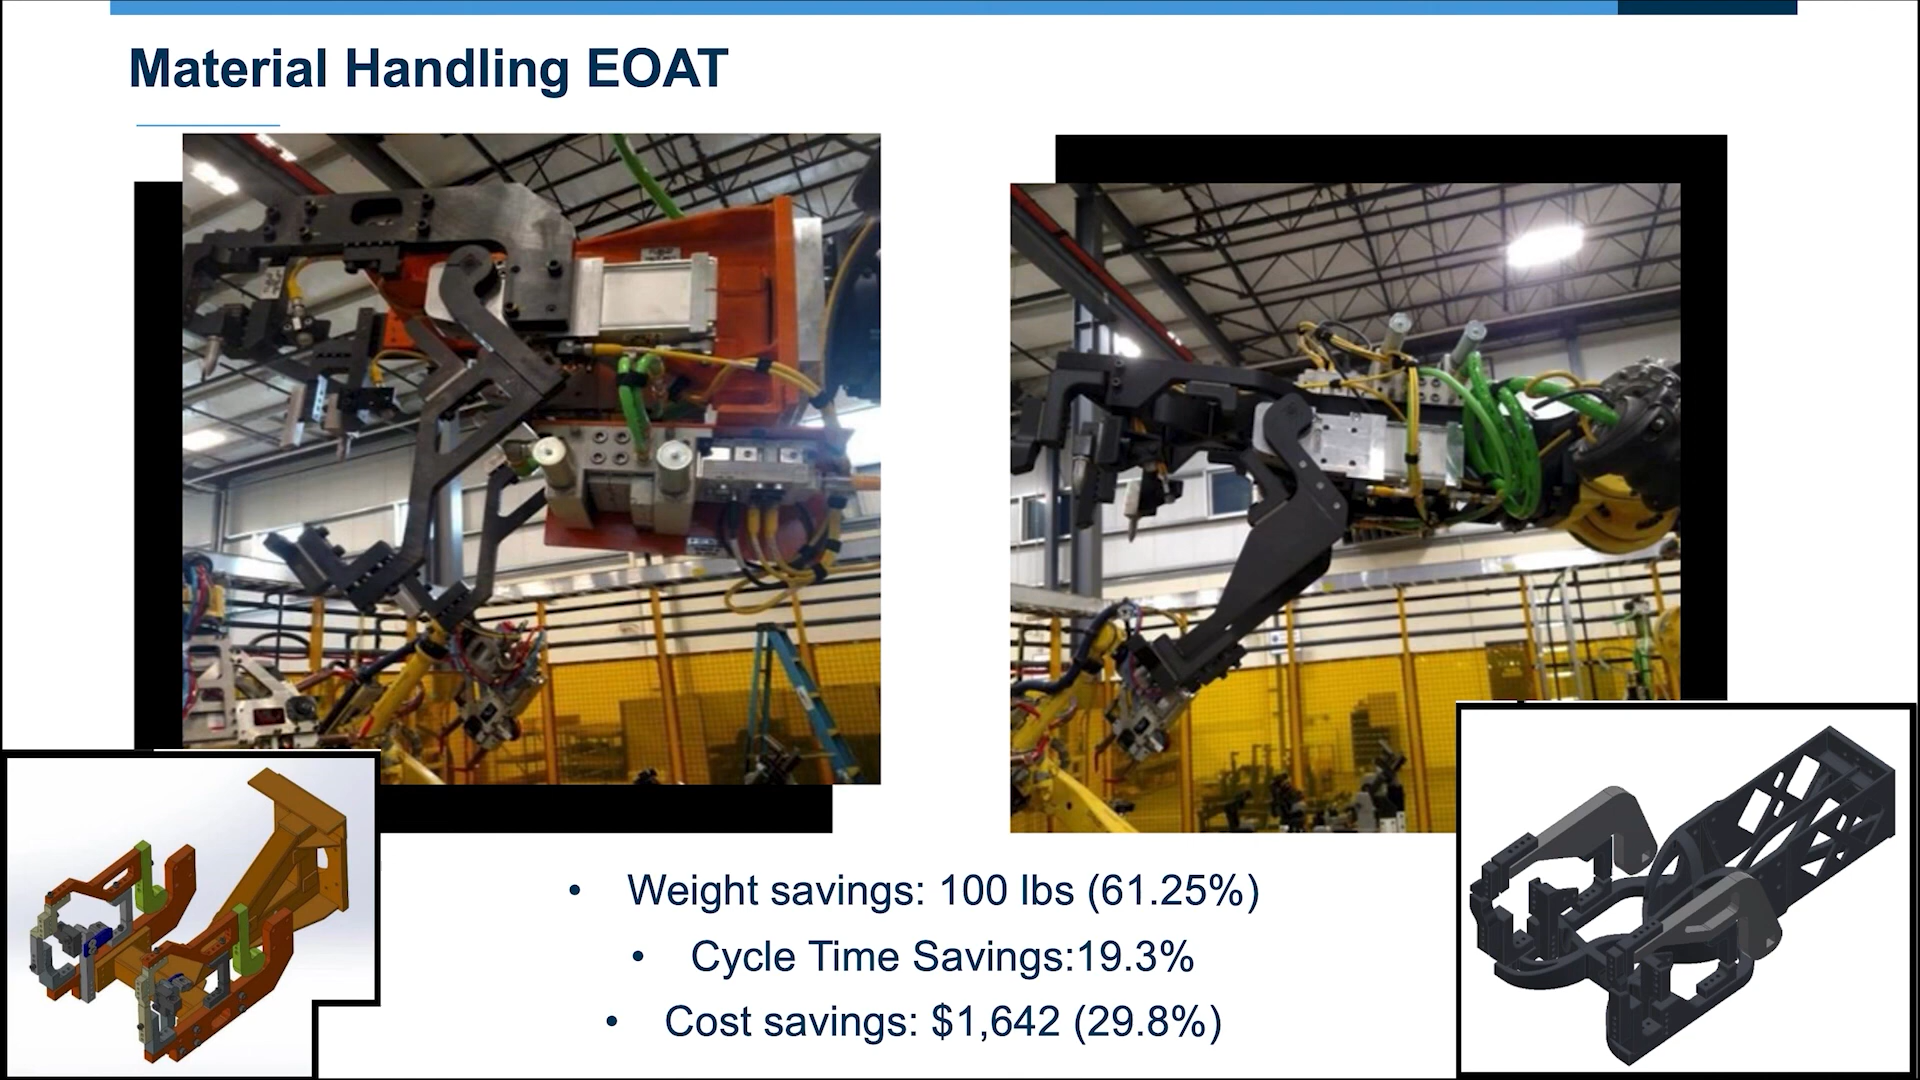 Material Handling EOAT
• Weight savings: 100 lbs (61.25%)
• Cycle Time Savings:19.3%
• Cost savings: $1,642 (29.8%)